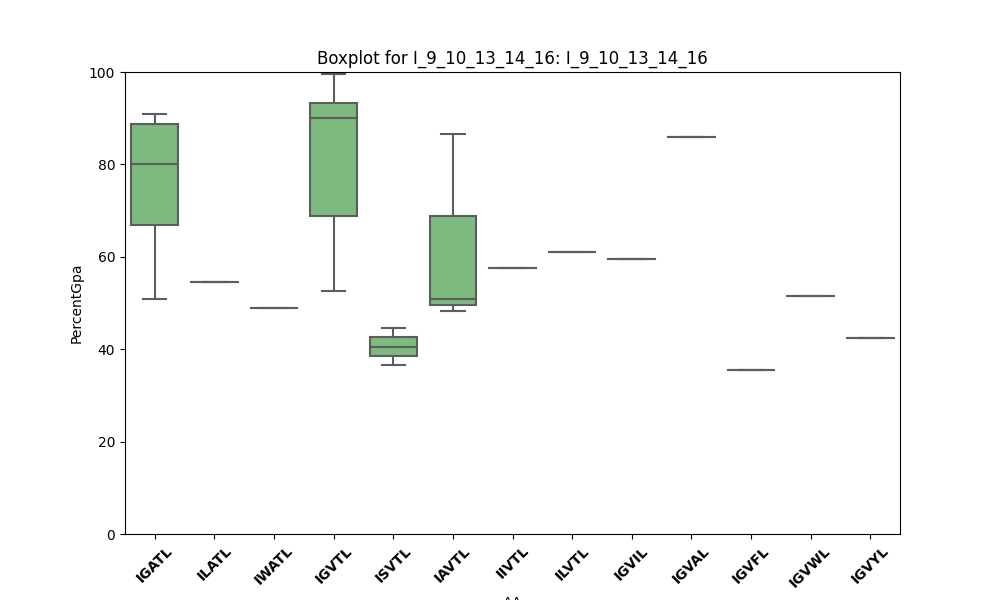 Boxplot for I_9_10_13_14_16: I_9_10_13_14_16
100
80
60
40
20
0
PercentGpa
IGATL
ILATL
IWATL
IGVTL
ISVTL
IAVTL
IIVTL
ILVTL
IGVIL
IGVAL
IGVFL
IGVWL
IGVYL